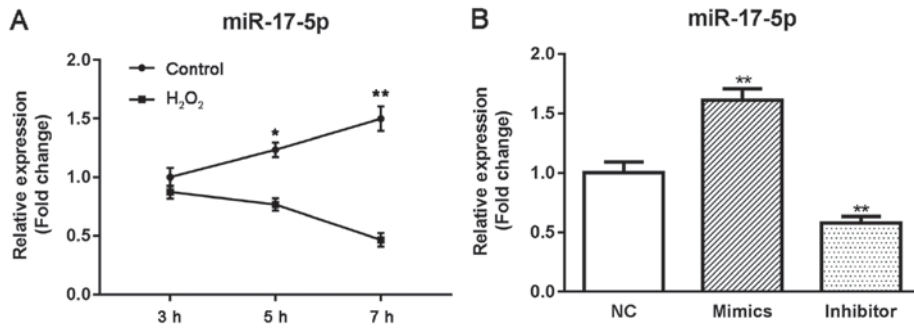 A
miR-17-5p
Relative expression
(Fold change)
2.0
1.5
1.0
0.5
0.0
Control
H₂O₂
*
**
3 h
5 h
7 h
B
miR-17-5p
Relative expression
(Fold change)
2.0
1.5
1.0
0.5
0.0
**
**
NC
Mimics
Inhibitor